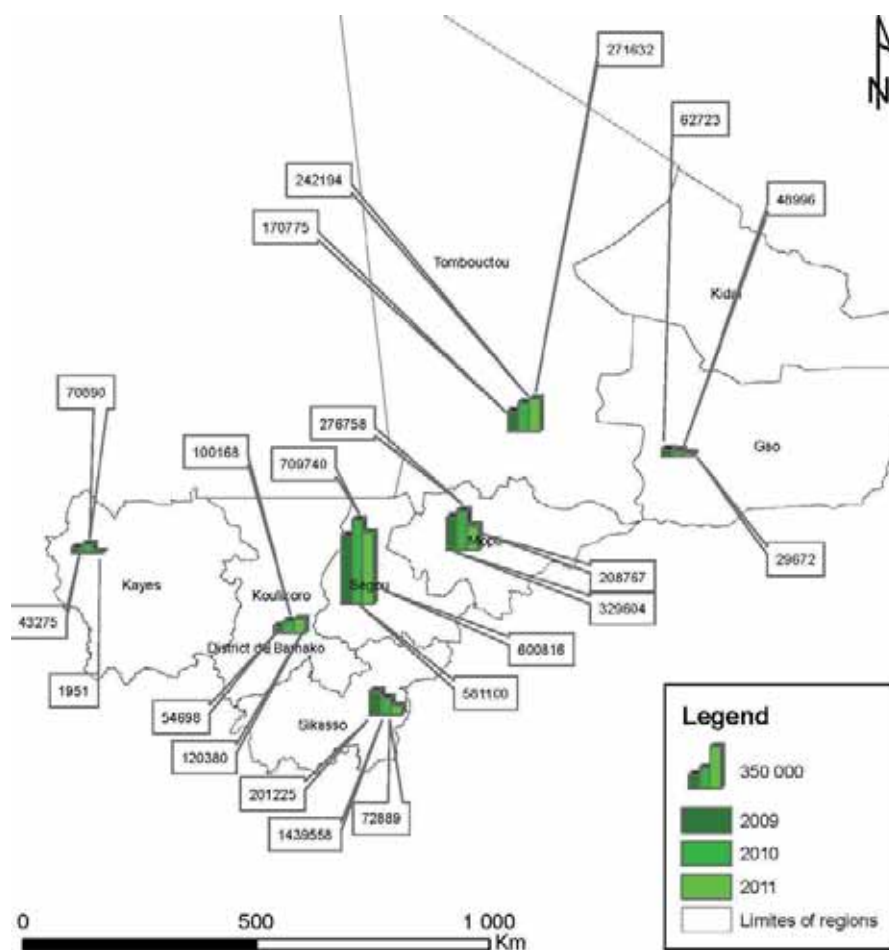 271632
N
62723
242194
48996
170775
Tombouctou
Kidal
70890
276758
100168
709740
Gao
Mopti
Kayes
Segou
208767
29672
Koulikoro
329604
43275
District de Bamako
600816
1951
581100
54698
Sikasso
120380
201225
72889
1439558
Legend
350 000
2009
2010
2011
Limites of regions
0 500 1 000
Km